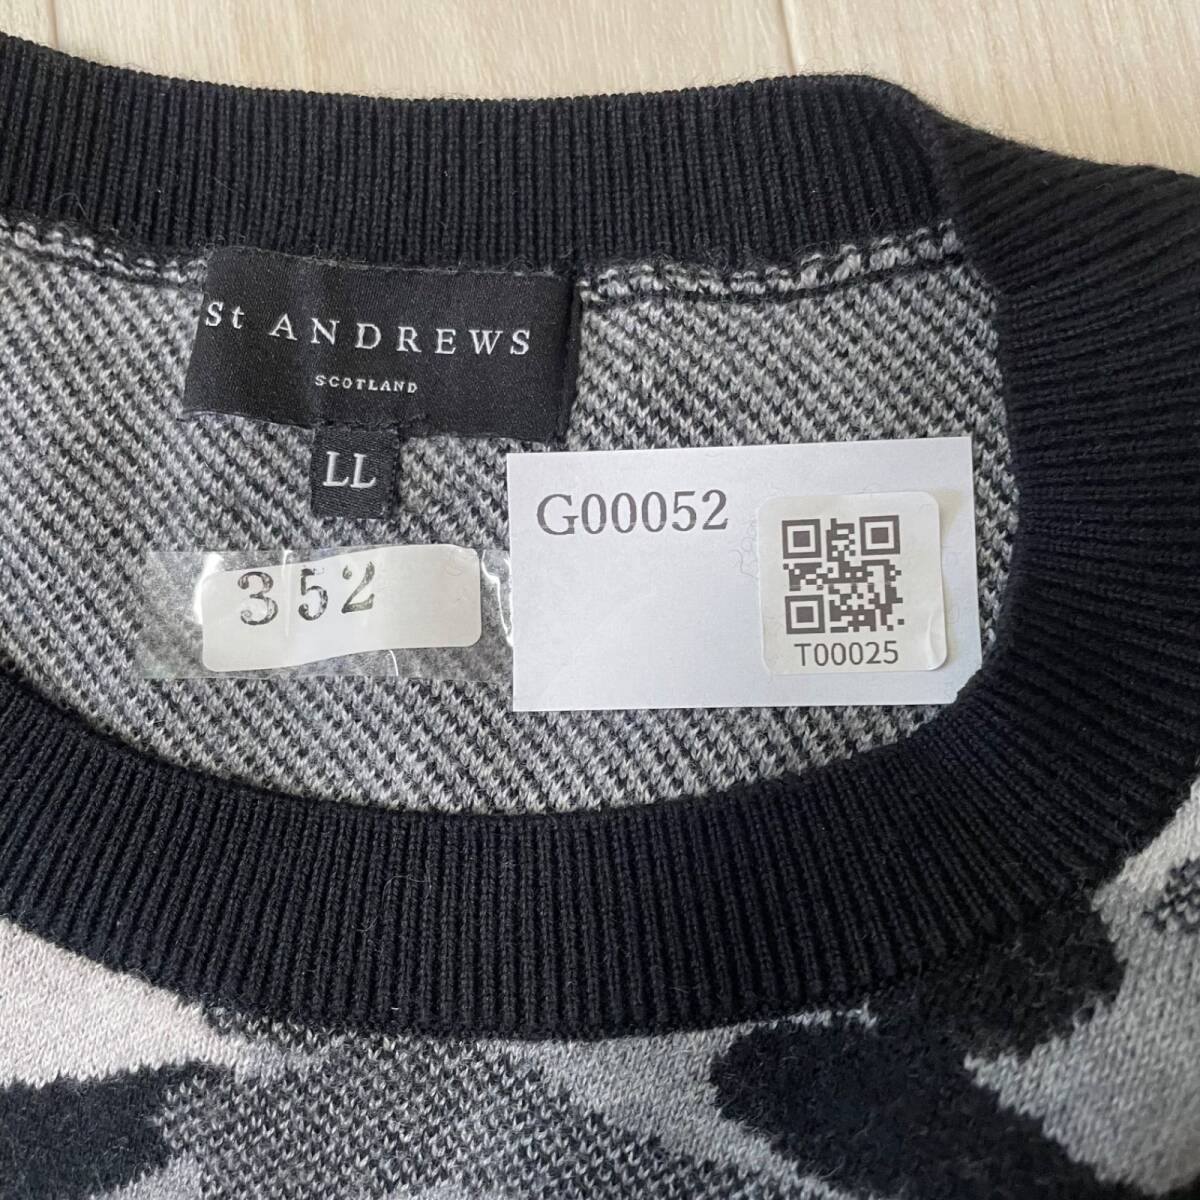 St ANDREWS
SCOTLAND
LL
G00052
352
T00025